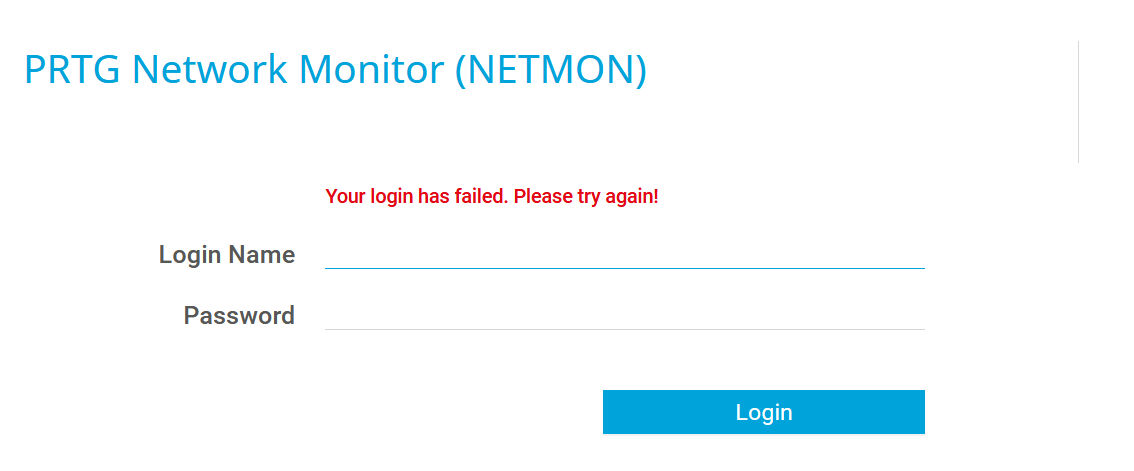 PRTG Network Monitor (NETMON)
Your login has failed. Please try again!
Login Name
Password
Login